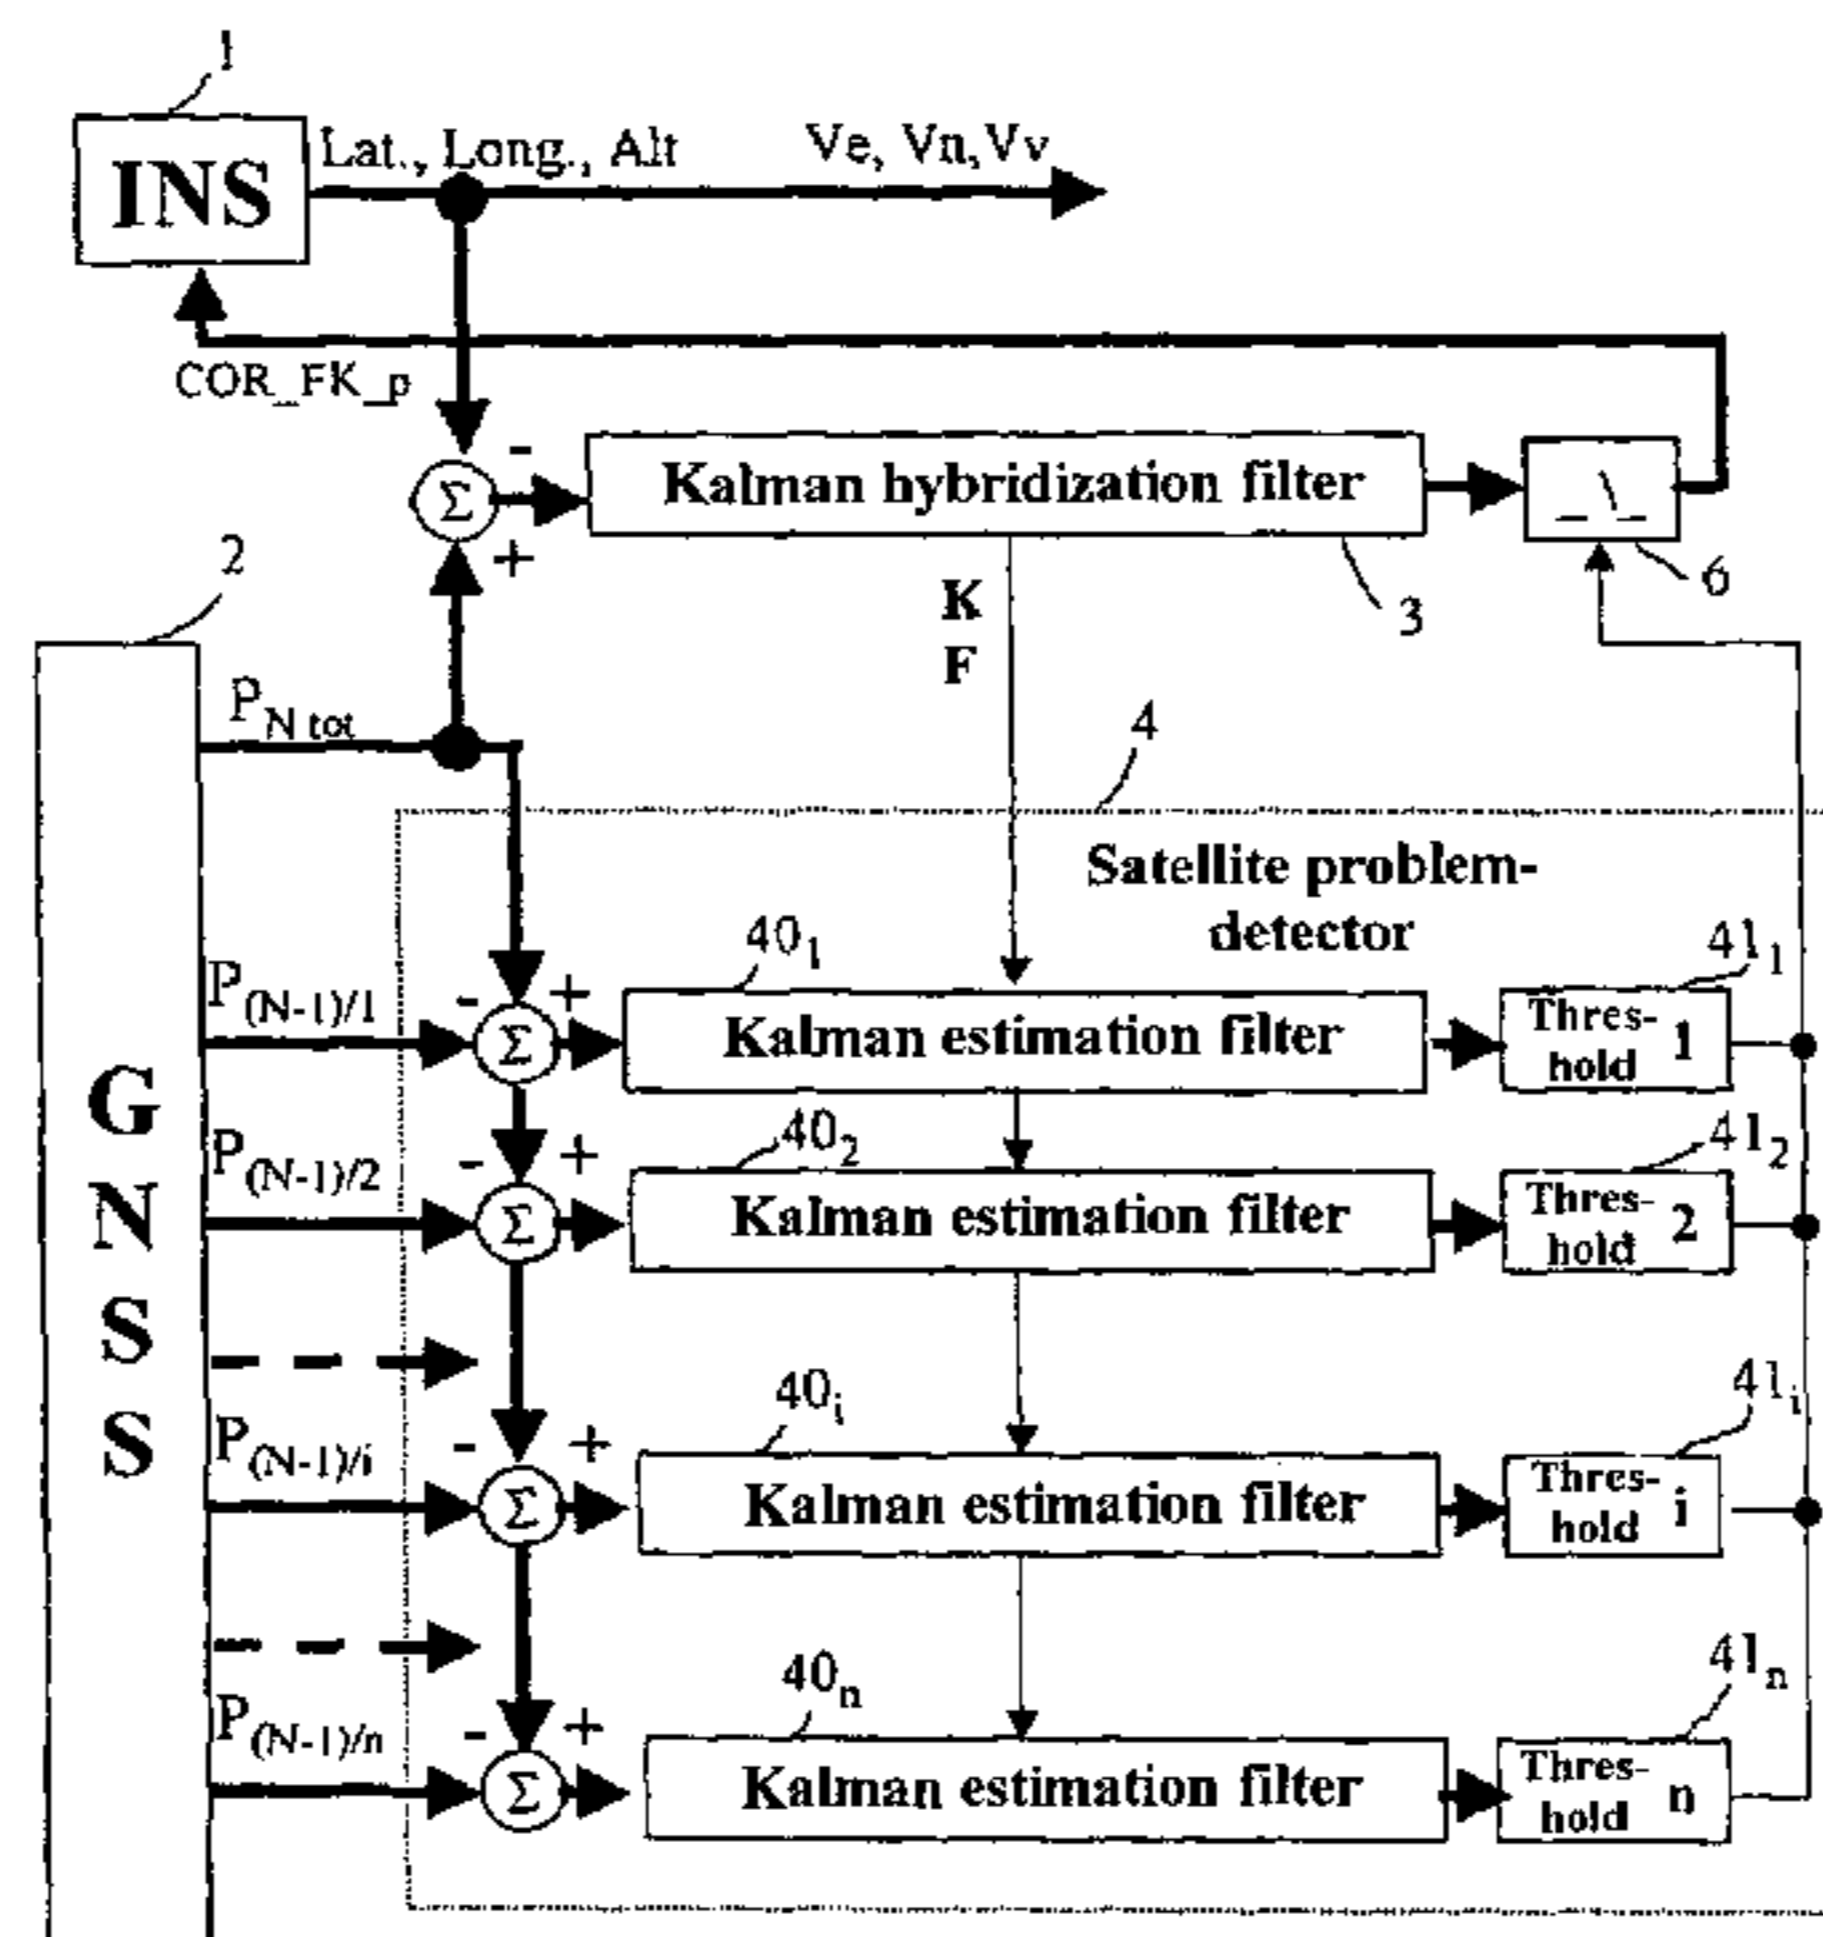 1
INS
Lat., Long., Alt
Ve, Vn,Vv
COR_FK_p
-
Σ
+
Kalman hybridization filter
6
3
2
K
F
P_N tot
4
Satellite problem-
detector
P_(N-1)/1
-
+
Σ
40_1
Kalman estimation filter
41_1
Thres-
hold 1
G
N
S
S
P_(N-1)/2
-
+
Σ
40_2
Kalman estimation filter
41_2
Thres-
hold 2
P_(N-1)/i
-
+
Σ
40_i
Kalman estimation filter
41_i
Thres-
hold i
P_(N-1)/n
-
+
Σ
40_n
Kalman estimation filter
41_n
Thres-
hold n